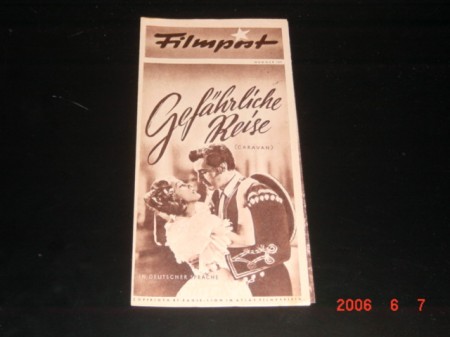 Filmpost
Gefährliche
Reise
(CARAVAN)
IN DEUTSCHER SPRACHE
2006 6 7